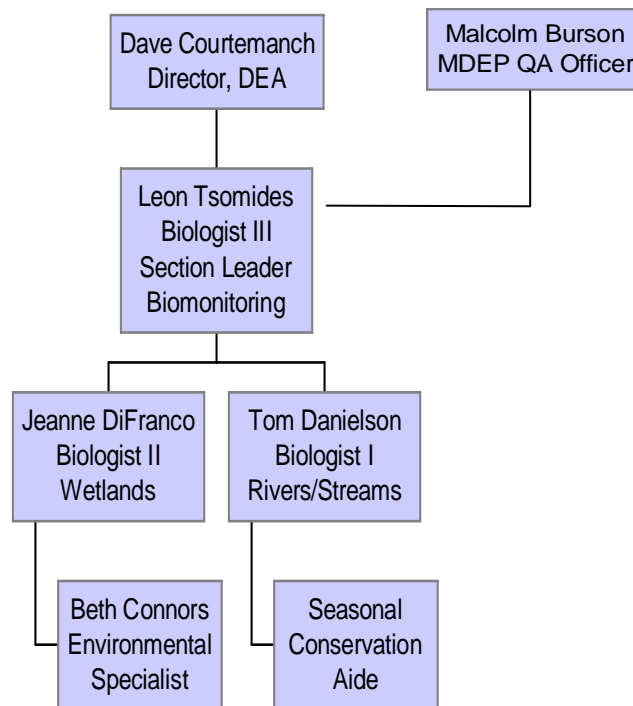 Dave Courtemanch
Director, DEA
Malcolm Burson
MDEP QA Officer
Leon Tsomides
Biologist III
Section Leader
Biomonitoring
Jeanne DiFranco
Biologist II
Wetlands
Tom Danielson
Biologist I
Rivers/Streams
Beth Connors
Environmental
Specialist
Seasonal
Conservation
Aide